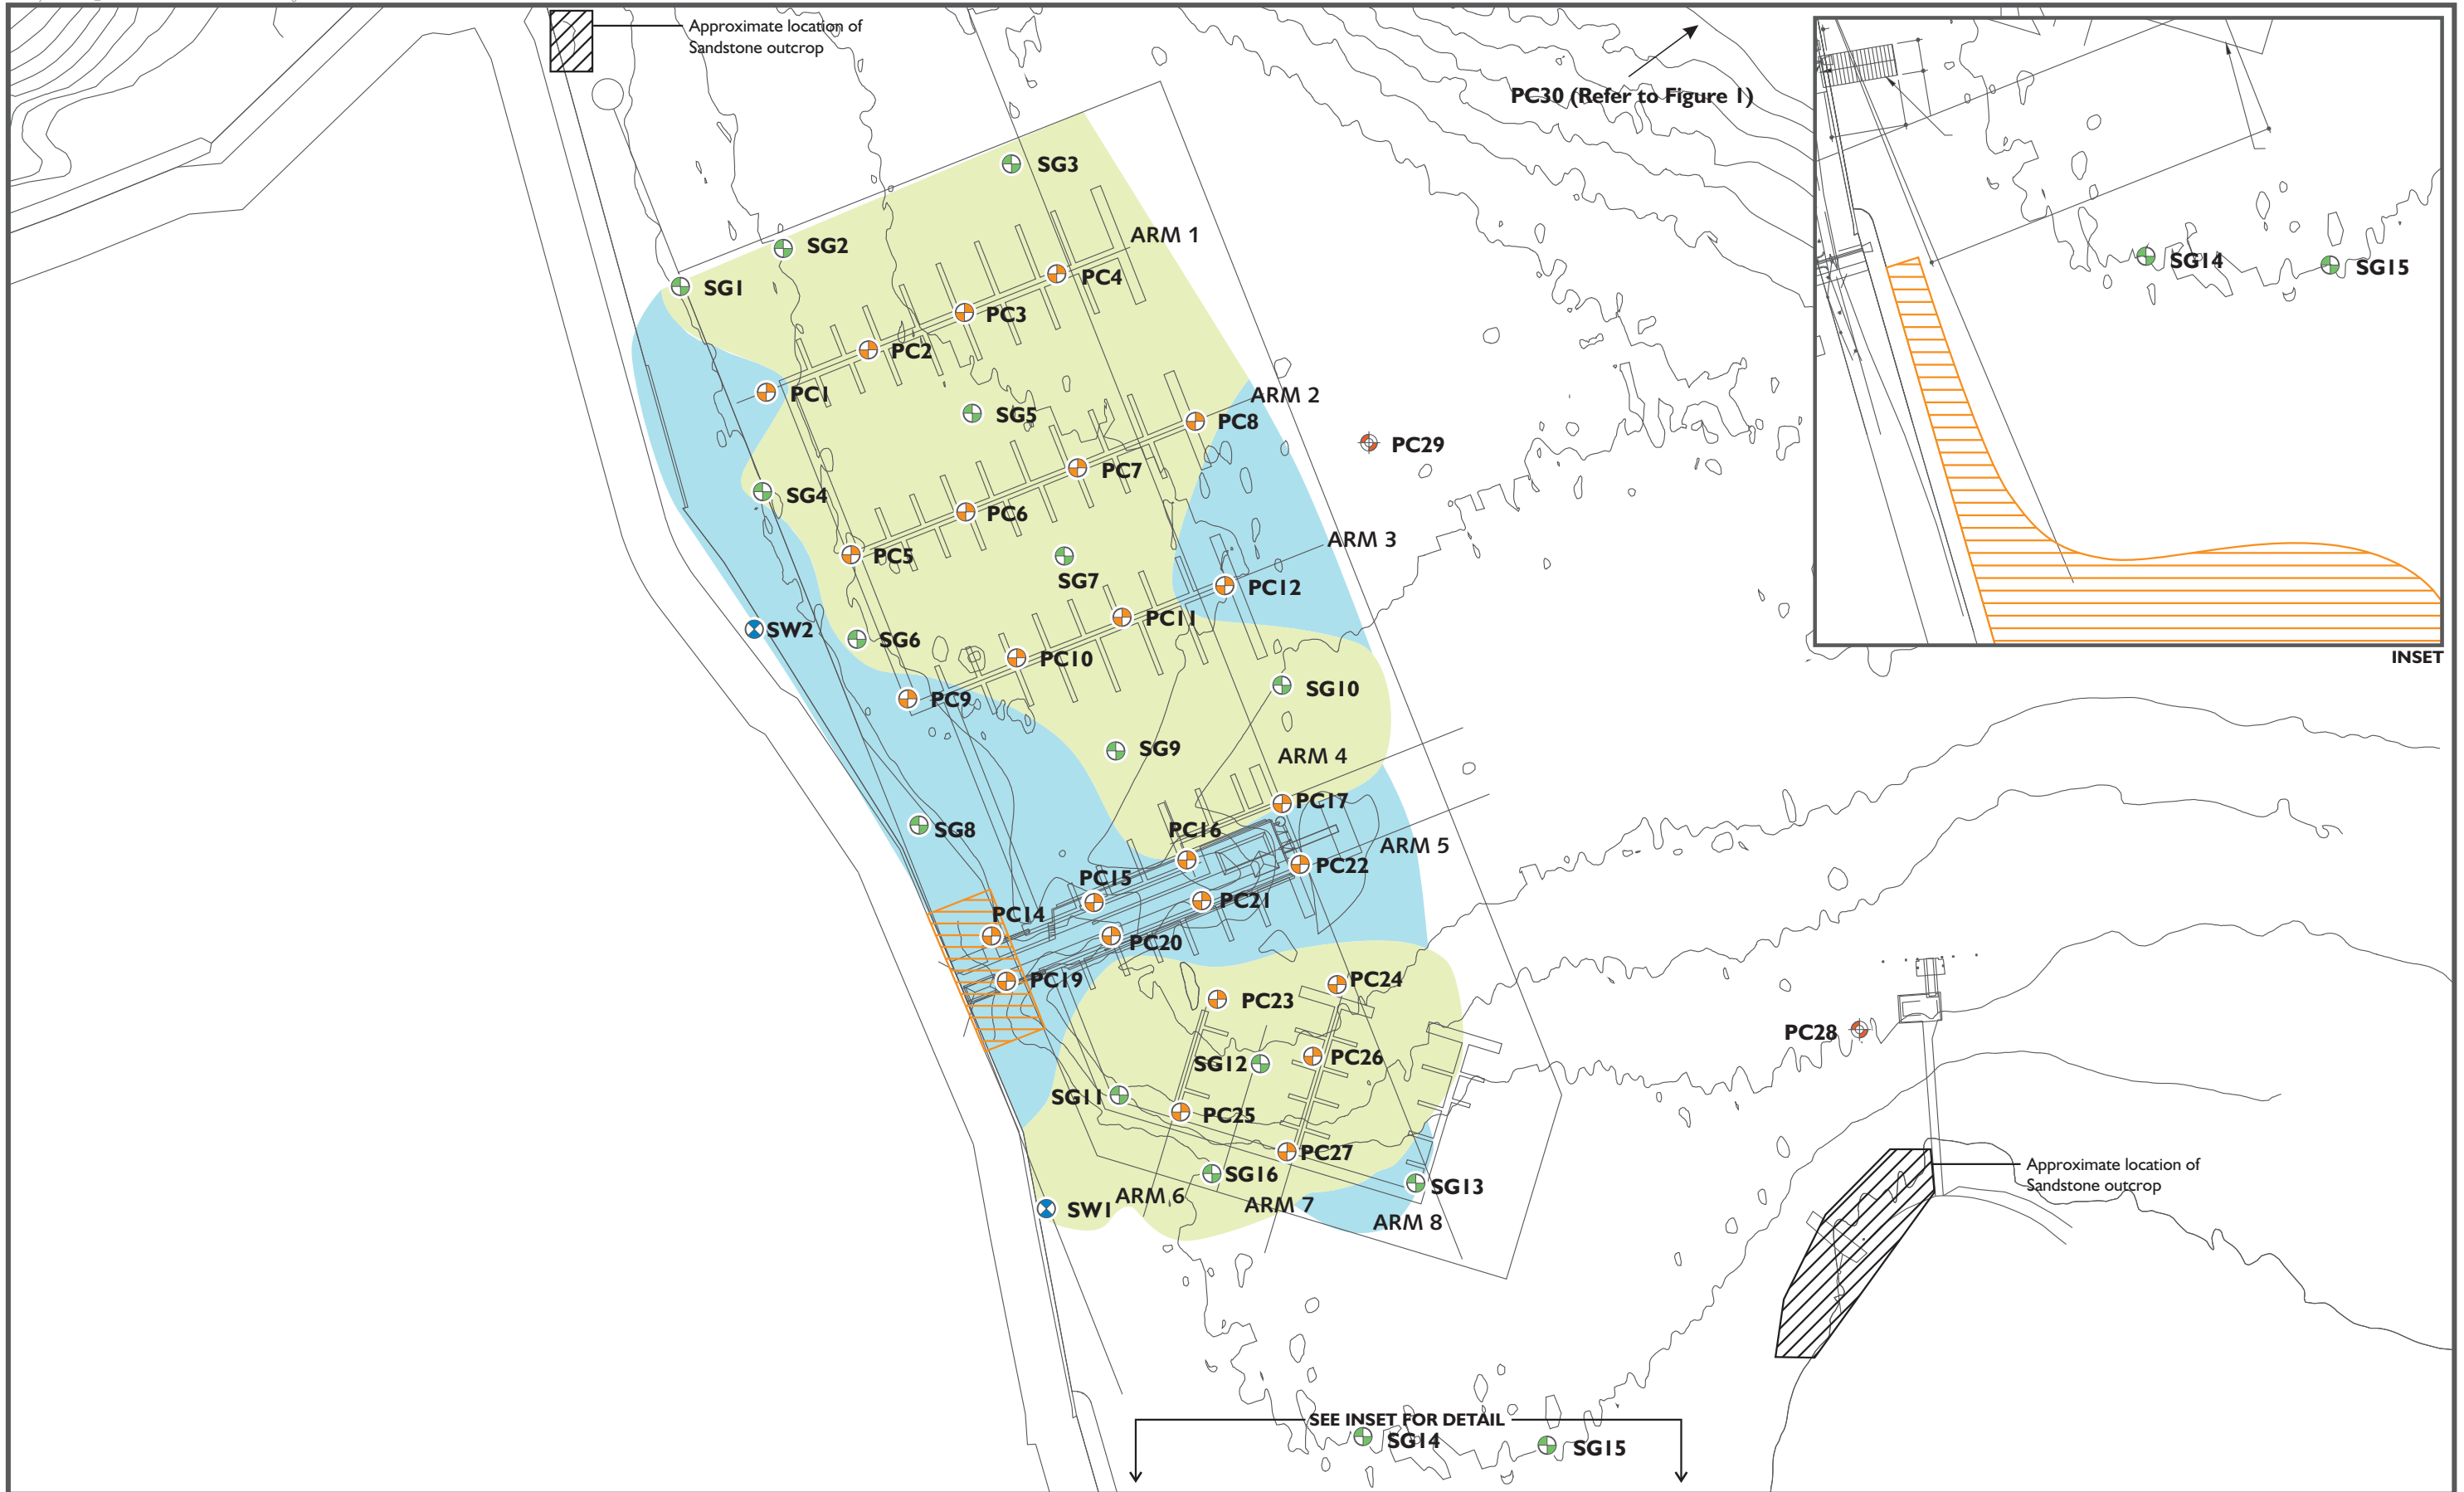 Approximate location of
Sandstone outcrop
PC30 (Refer to Figure 1)
SG3
SG2
ARM 1
SG1
PC4
PC3
PC2
PC1
SG14
SG15
INSET
ARM 2
SG5
PC8
PC29
PC7
SG4
PC6
ARM 3
PC5
SG7
PC12
PC11
SW2
SG6
PC10
SG10
PC9
SG9
ARM 4
PC17
SG8
PC16
ARM 5
PC22
PC15
PC21
PC14
PC20
PC19
PC24
PC23
PC28
SG12
PC26
SG11
PC25
PC27
SG16
SG13
Approximate location of
Sandstone outcrop
SW1
ARM 6
ARM 7
ARM 8
SEE INSET FOR DETAIL
SG14
SG15